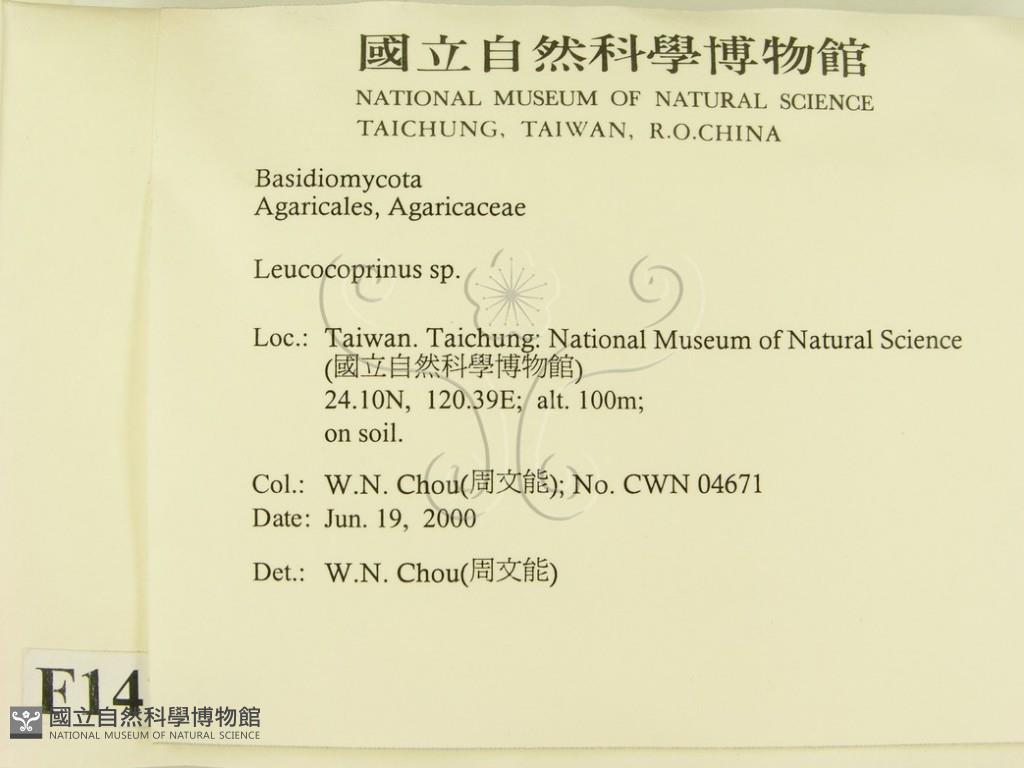 國立自然科學博物館
NATIONAL MUSEUM OF NATURAL SCIENCE
TAICHUNG, TAIWAN, R.O.CHINA
Basidiomycota
Agaricales, Agaricaceae
Leucocoprinus sp.
Loc.: Taiwan. Taichung: National Museum of Natural Science
(國立自然科學博物館)
24.10N, 120.39E; alt. 100m;
on soil.
Col.: W.N. Chou(周文能); No. CWN 04671
Date: Jun. 19, 2000
Det.: W.N. Chou(周文能)
F14
國立自然科學博物館
NATIONAL MUSEUM OF NATURAL SCIENCE